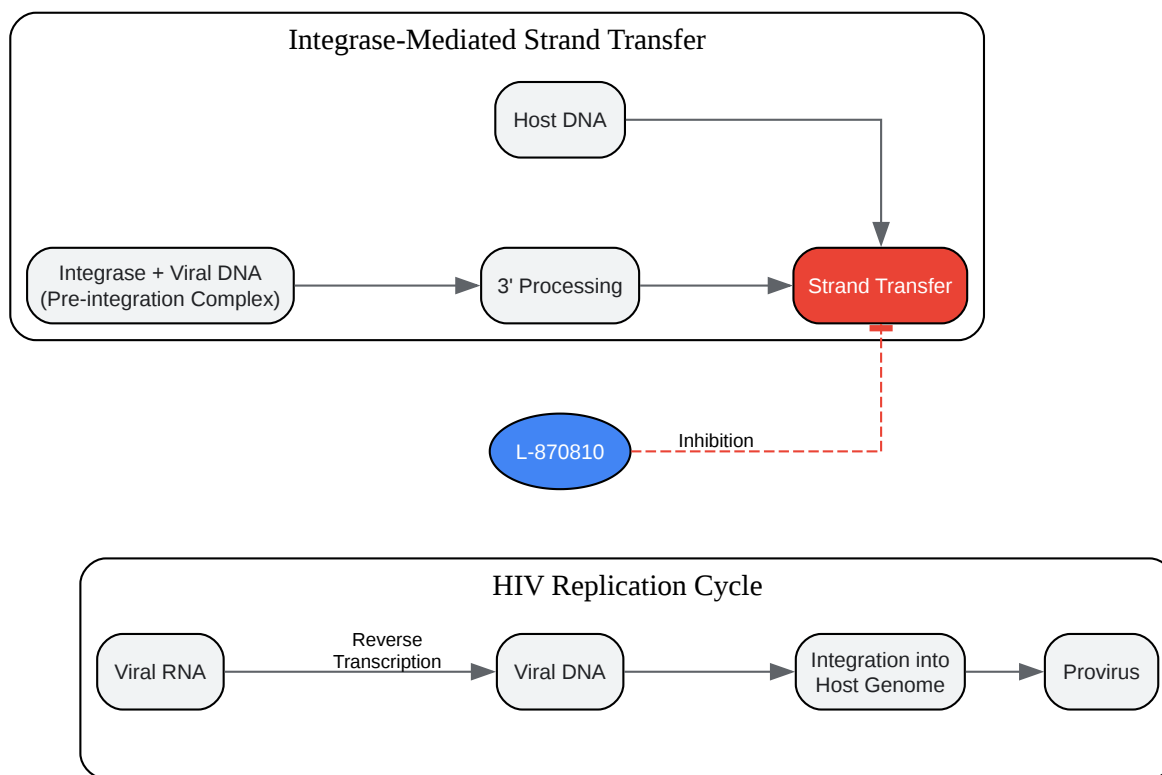 Integrase-Mediated Strand Transfer
Host DNA
Integrase + Viral DNA
(Pre-integration Complex)
3' Processing
Strand Transfer
L-870810
Inhibition
HIV Replication Cycle
Viral RNA
Reverse
Transcription
Viral DNA
Integration into
Host Genome
Provirus